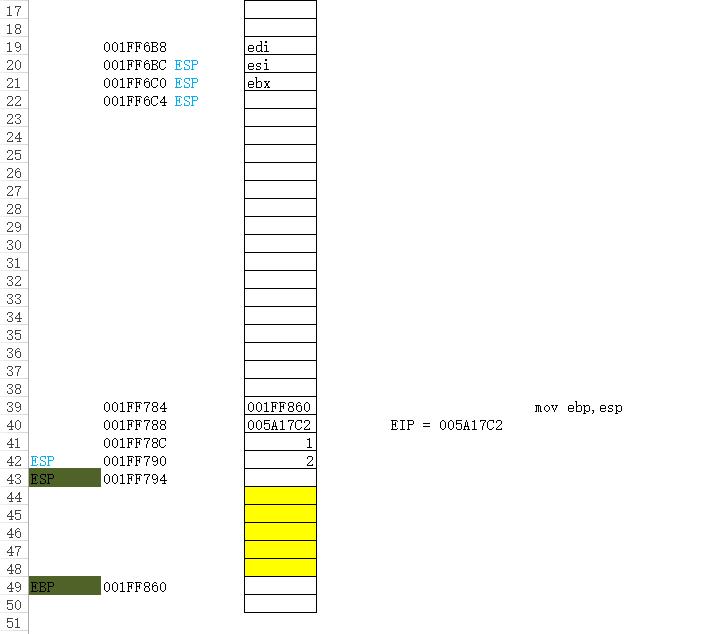 17
18
19 001FF6B8 edi
20 001FF6BC ESP esi
21 001FF6C0 ESP ebx
22 001FF6C4 ESP
23
24
25
26
27
28
29
30
31
32
33
34
35
36
37
38
39 001FF784 001FF860 mov ebp,esp
40 001FF788 005A17C2 EIP = 005A17C2
41 001FF78C 1
42 ESP 001FF790 2
43 ESP 001FF794
44
45
46
47
48
49 EBP 001FF860
50
51